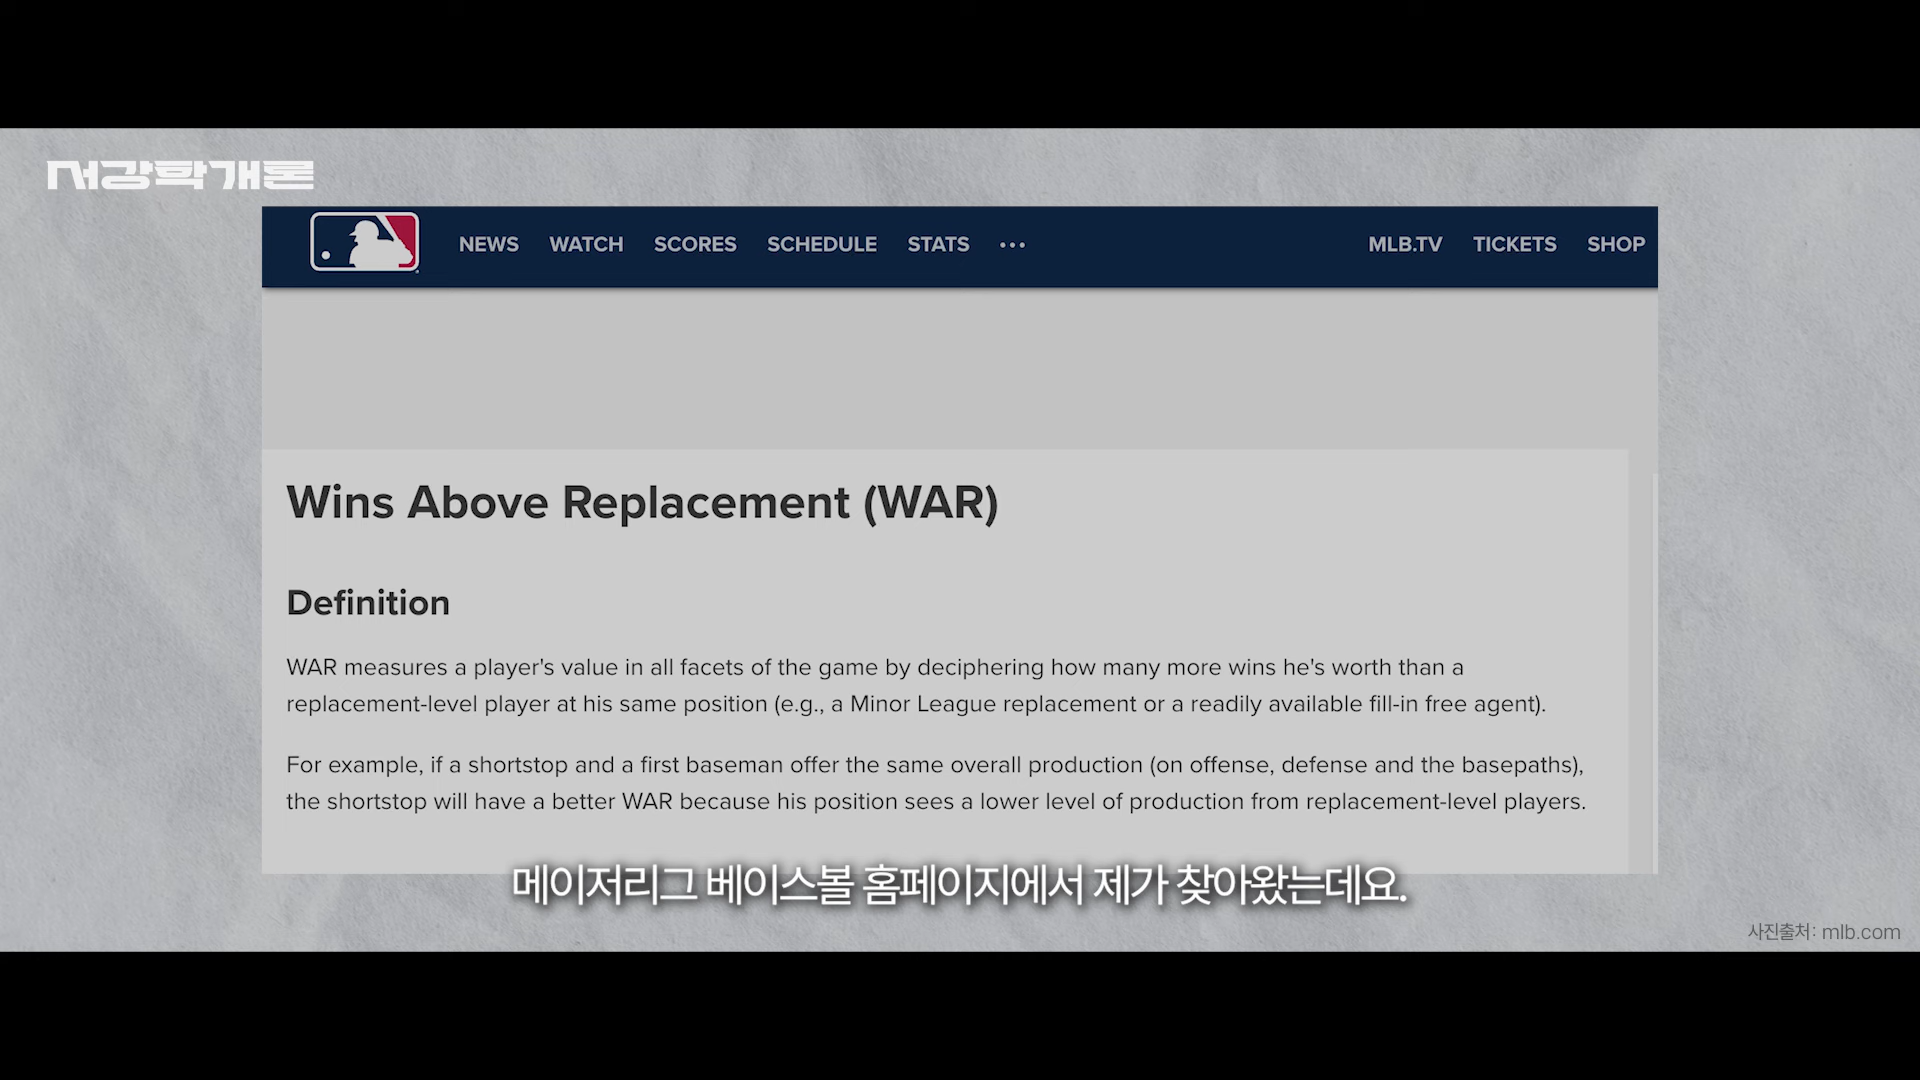 서강학개론
NEWS WATCH SCORES SCHEDULE STATS ••• MLB.TV TICKETS SHOP
Wins Above Replacement (WAR)
Definition
WAR measures a player's value in all facets of the game by deciphering how many more wins he's worth than a
replacement-level player at his same position (e.g., a Minor League replacement or a readily available fill-in free agent).
For example, if a shortstop and a first baseman offer the same overall production (on offense, defense and the basepaths),
the shortstop will have a better WAR because his position sees a lower level of production from replacement-level players.
메이저리그 베이스볼 홈페이지에서 제가 찾아왔는데요.
사진출처: mlb.com